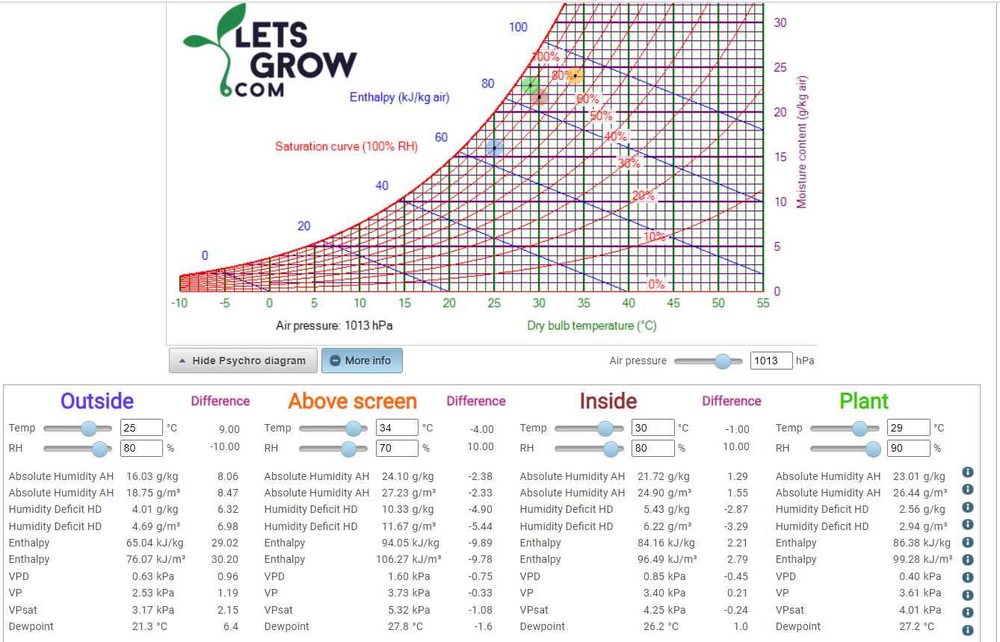 LETS
GROW
COM
Enthalpy (kJ/kg air)
Saturation curve (100% RH)
0
20
40
60
80
100
100%
80%
60%
50%
40%
30%
20%
10%
0%
30
25
20
15
10
5
0
Moisture content (g/kg air)
-10 -5 0 5 10 15 20 25 30 35 40 45 50 55
Air pressure: 1013 hPa Dry bulb temperature (°C)
Hide Psychro diagram More info Air pressure 1013 hPa
Outside Difference Above screen Difference Inside Difference Plant
Temp 25 °C 9.00 Temp 34 °C -4.00 Temp 30 °C -1.00 Temp 29 °C
RH 80 % -10.00 RH 70 % 10.00 RH 80 % 10.00 RH 90 %
Absolute Humidity AH 16.03 g/kg 8.06 Absolute Humidity AH 24.10 g/kg -2.38 Absolute Humidity AH 21.72 g/kg 1.29 Absolute Humidity AH 23.01 g/kg
Absolute Humidity AH 18.75 g/m³ 8.47 Absolute Humidity AH 27.23 g/m³ -2.33 Absolute Humidity AH 24.90 g/m³ 1.55 Absolute Humidity AH 26.44 g/m³
Humidity Deficit HD 4.01 g/kg 6.32 Humidity Deficit HD 10.33 g/kg -4.90 Humidity Deficit HD 5.43 g/kg -2.87 Humidity Deficit HD 2.56 g/kg
Humidity Deficit HD 4.69 g/m³ 6.98 Humidity Deficit HD 11.67 g/m³ -5.44 Humidity Deficit HD 6.22 g/m³ -3.29 Humidity Deficit HD 2.94 g/m³
Enthalpy 65.04 kJ/kg 29.02 Enthalpy 94.05 kJ/kg -9.89 Enthalpy 84.16 kJ/kg 2.21 Enthalpy 86.38 kJ/kg
Enthalpy 76.07 kJ/m³ 30.20 Enthalpy 106.27 kJ/m³ -9.78 Enthalpy 96.49 kJ/m³ 2.79 Enthalpy 99.28 kJ/m³
VPD 0.63 kPa 0.96 VPD 1.60 kPa -0.75 VPD 0.85 kPa -0.45 VPD 0.40 kPa
VP 2.53 kPa 1.19 VP 3.73 kPa -0.33 VP 3.40 kPa 0.21 VP 3.61 kPa
VPsat 3.17 kPa 2.15 VPsat 5.32 kPa -1.08 VPsat 4.25 kPa -0.24 VPsat 4.01 kPa
Dewpoint 21.3 °C 6.4 Dewpoint 27.8 °C -1.6 Dewpoint 26.2 °C 1.0 Dewpoint 27.2 °C